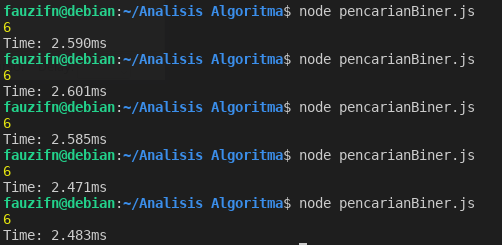 fauzifn@debian:~/Analisis Algoritma$ node pencarianBiner.js
6
Time: 2.590ms
fauzifn@debian:~/Analisis Algoritma$ node pencarianBiner.js
6
Time: 2.601ms
fauzifn@debian:~/Analisis Algoritma$ node pencarianBiner.js
6
Time: 2.585ms
fauzifn@debian:~/Analisis Algoritma$ node pencarianBiner.js
6
Time: 2.471ms
fauzifn@debian:~/Analisis Algoritma$ node pencarianBiner.js
6
Time: 2.483ms